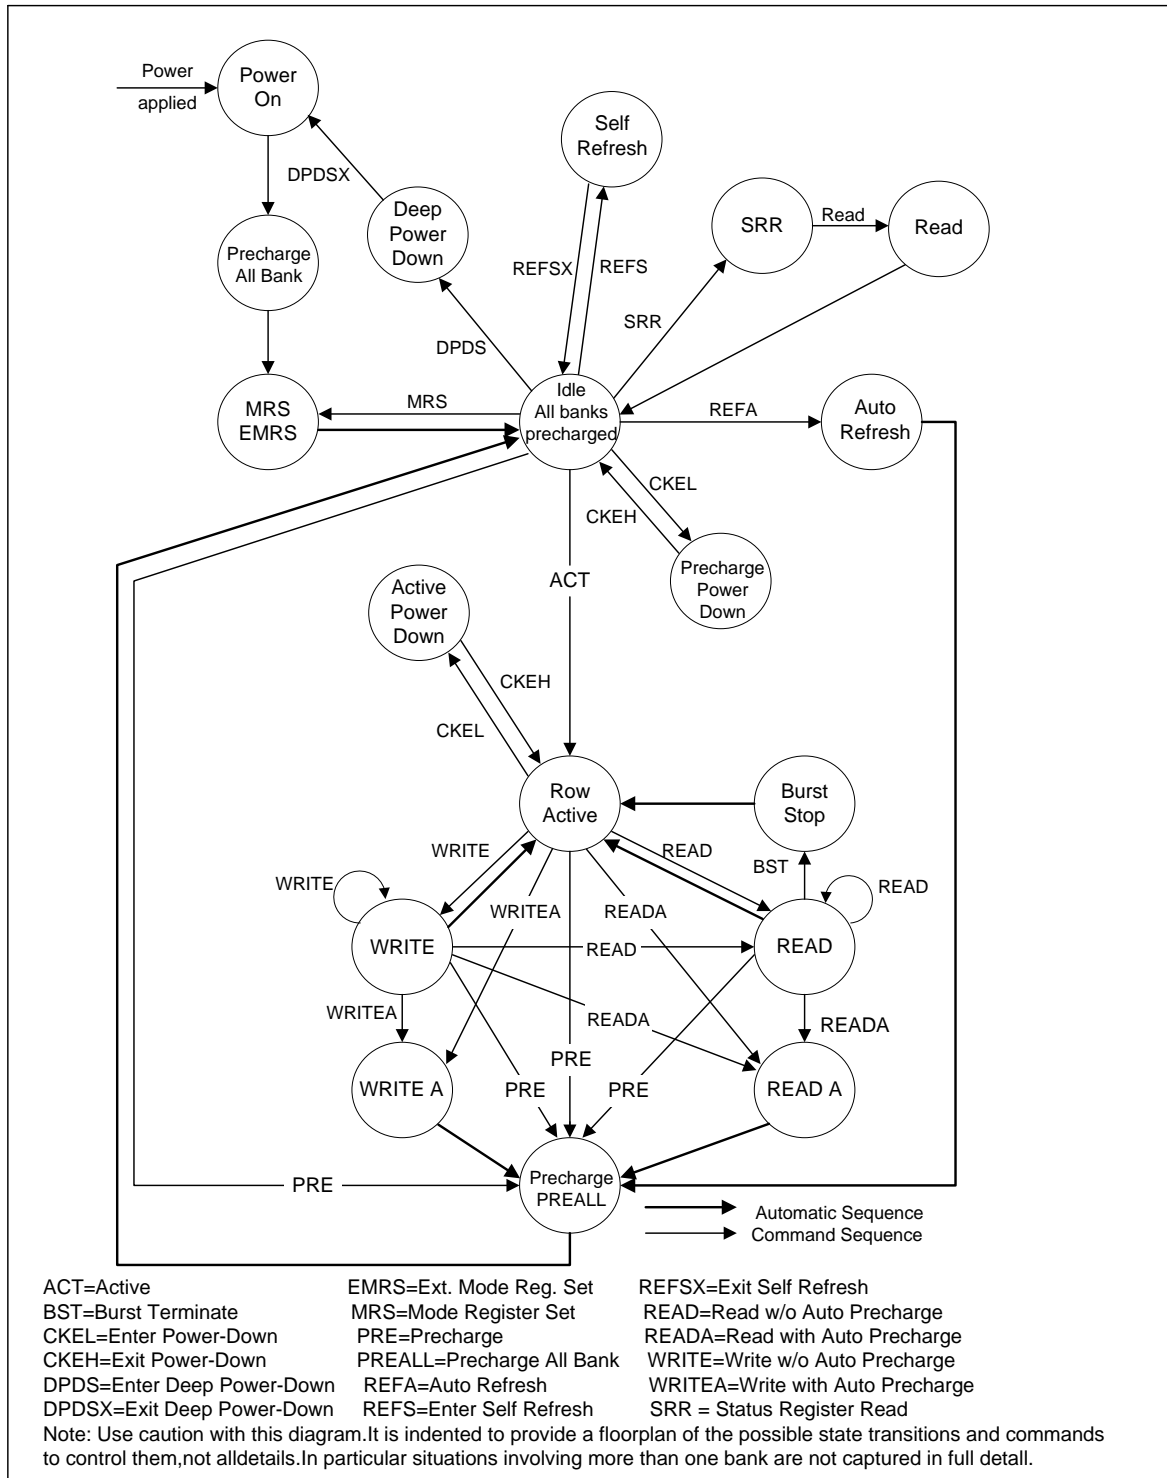 Power
applied
Power
On
Self
Refresh
DPDSX
Deep
Power
Down
SRR
Read
Read
Precharge
All Bank
REFSX
REFS
SRR
DPDS
MRS
EMRS
MRS
Idle
All banks
precharged
REFA
Auto
Refresh
CKEL
CKEH
ACT
Precharge
Power
Down
Active
Power
Down
CKEH
CKEL
Row
Active
Burst
Stop
WRITE
READ
BST
WRITE
READ
WRITEA
READA
WRITE
READ
READ
WRITEA
READA
READA
WRITE A
PRE
PRE
PRE
READ A
PRE
Precharge
PREALL
Automatic Sequence
Command Sequence
ACT=Active EMRS=Ext. Mode Reg. Set REFSX=Exit Self Refresh
BST=Burst Terminate MRS=Mode Register Set READ=Read w/o Auto Precharge
CKEL=Enter Power-Down PRE=Precharge READA=Read with Auto Precharge
CKEH=Exit Power-Down PREALL=Precharge All Bank WRITE=Write w/o Auto Precharge
DPDS=Enter Deep Power-Down REFA=Auto Refresh WRITEA=Write with Auto Precharge
DPDSX=Exit Deep Power-Down REFS=Enter Self Refresh SRR = Status Register Read
Note: Use caution with this diagram.It is indented to provide a floorplan of the possible state transitions and commands
to control them,not alldetails.In particular situations involving more than one bank are not captured in full detall.